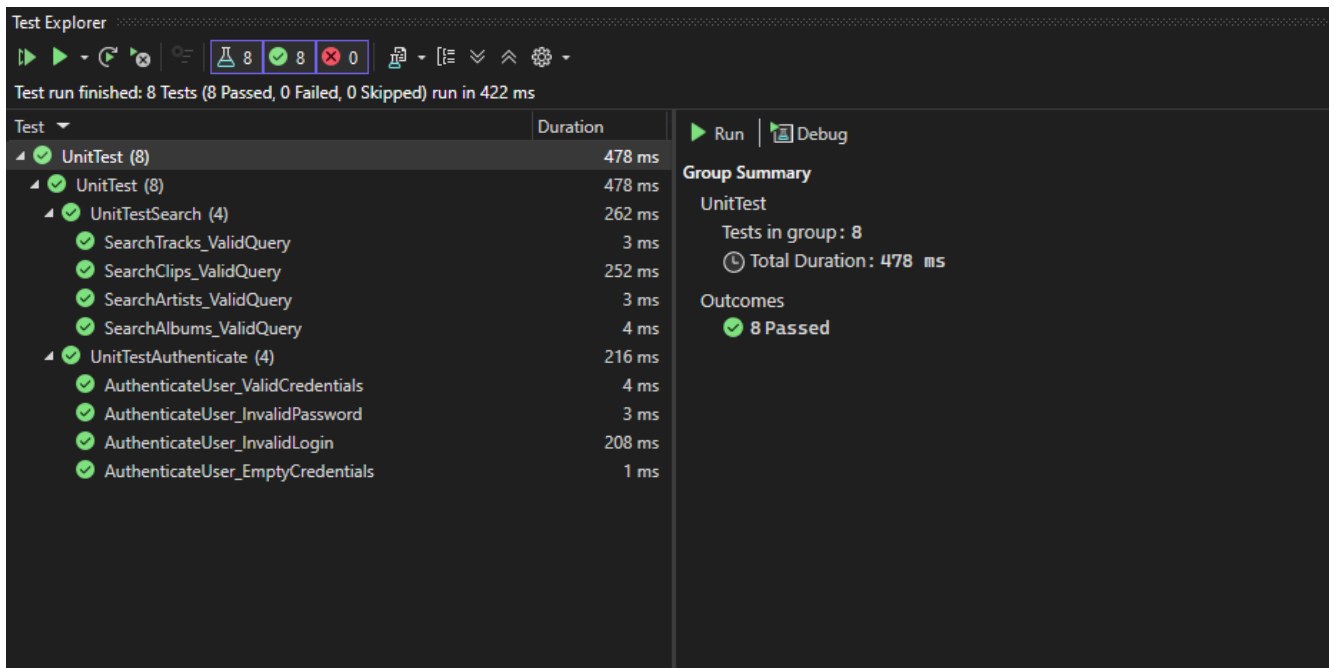 Test Explorer
8 8 0
Test run finished: 8 Tests (8 Passed, 0 Failed, 0 Skipped) run in 422 ms
Test Duration
UnitTest (8) 478 ms
UnitTest (8) 478 ms
UnitTestSearch (4) 262 ms
SearchTracks_ValidQuery 3 ms
SearchClips_ValidQuery 252 ms
SearchArtists_ValidQuery 3 ms
SearchAlbums_ValidQuery 4 ms
UnitTestAuthenticate (4) 216 ms
AuthenticateUser_ValidCredentials 4 ms
AuthenticateUser_InvalidPassword 3 ms
AuthenticateUser_InvalidLogin 208 ms
AuthenticateUser_EmptyCredentials 1 ms
Run Debug
Group Summary
UnitTest
Tests in group: 8
Total Duration: 478 ms
Outcomes
8 Passed